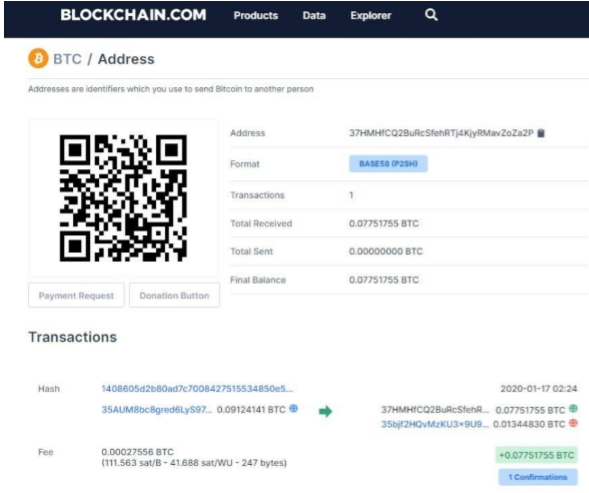 BLOCKCHAIN.COM Products Data Explorer
BTC / Address
Addresses are identifiers which you use to send Bitcoin to another person
Address 37HMHfCQ2BuRcSfehRTj4KjyRMavZoZa2P
Format BASE58 (P2SH)
Transactions 1
Total Received 0.07751755 BTC
Total Sent 0.00000000 BTC
Final Balance 0.07751755 BTC
Payment Request Donation Button
Transactions
Hash 1408605d2b80ad7c7008427515534850e5... 2020-01-17 02:24
35AUM8bc8gred6LyS97... 0.09124141 BTC 37HMHfCQ2BuRcSfehR... 0.07751755 BTC
35bjf2HQvMzKU3×9U9... 0.01344830 BTC
Fee 0.00027556 BTC +0.07751755 BTC
(111.563 sat/B - 41.688 sat/WU - 247 bytes)
1 Confirmations